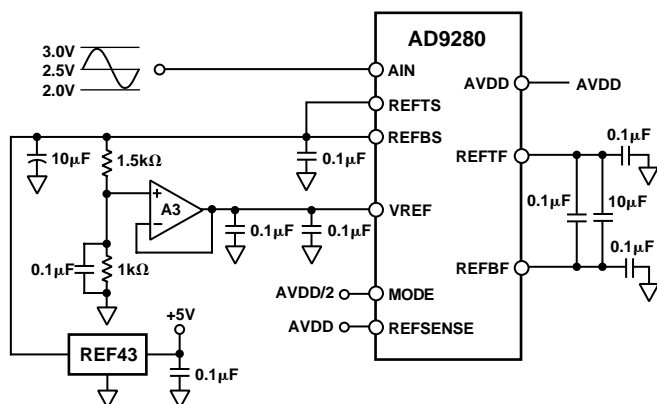 AD9280
3.0V
2.5V
2.0V
AIN
AVDD
AVDD
REFTS
REFBS
10μF
1.5kΩ
0.1μF
REFTF
0.1μF
A3
VREF
0.1μF
0.1μF
0.1μF
10μF
0.1μF
1kΩ
0.1μF
REFBF
AVDD/2
MODE
+5V
AVDD
REFSENSE
REF43
0.1μF